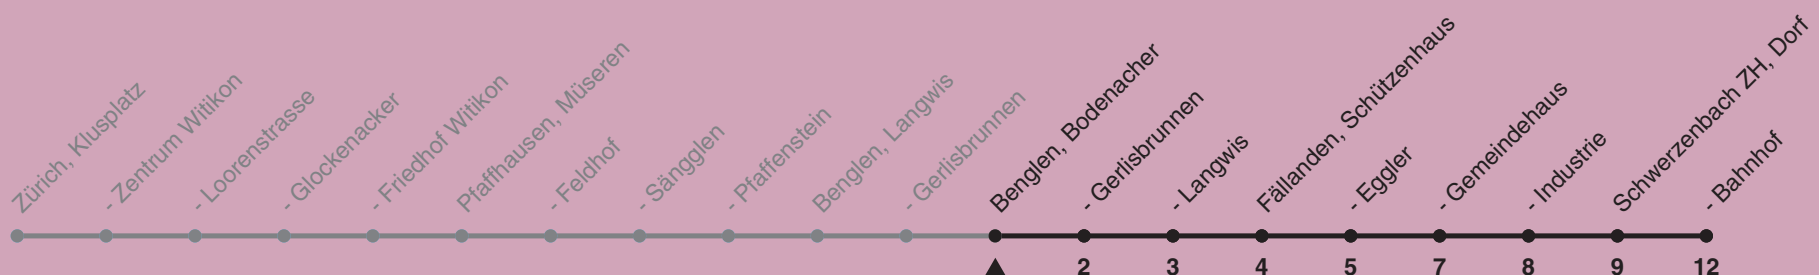 Zürich, Klusplatz
- Zentrum Witikon
- Loorenstrasse
- Glockenacker
- Friedhof Witikon
Pfaffhausen, Müseren
- Feldhof
- Sängglen
- Pfaffenstein
Benglen, Langwis
- Gerlisbrunnen
Benglen, Bodenacher
- Gerlisbrunnen
- Langwis
Fällanden, Schützenhaus
- Eggler
- Gemeindehaus
- Industrie
Schwerzenbach ZH, Dorf
- Bahnhof
2 3 4 5 7 8 9 12